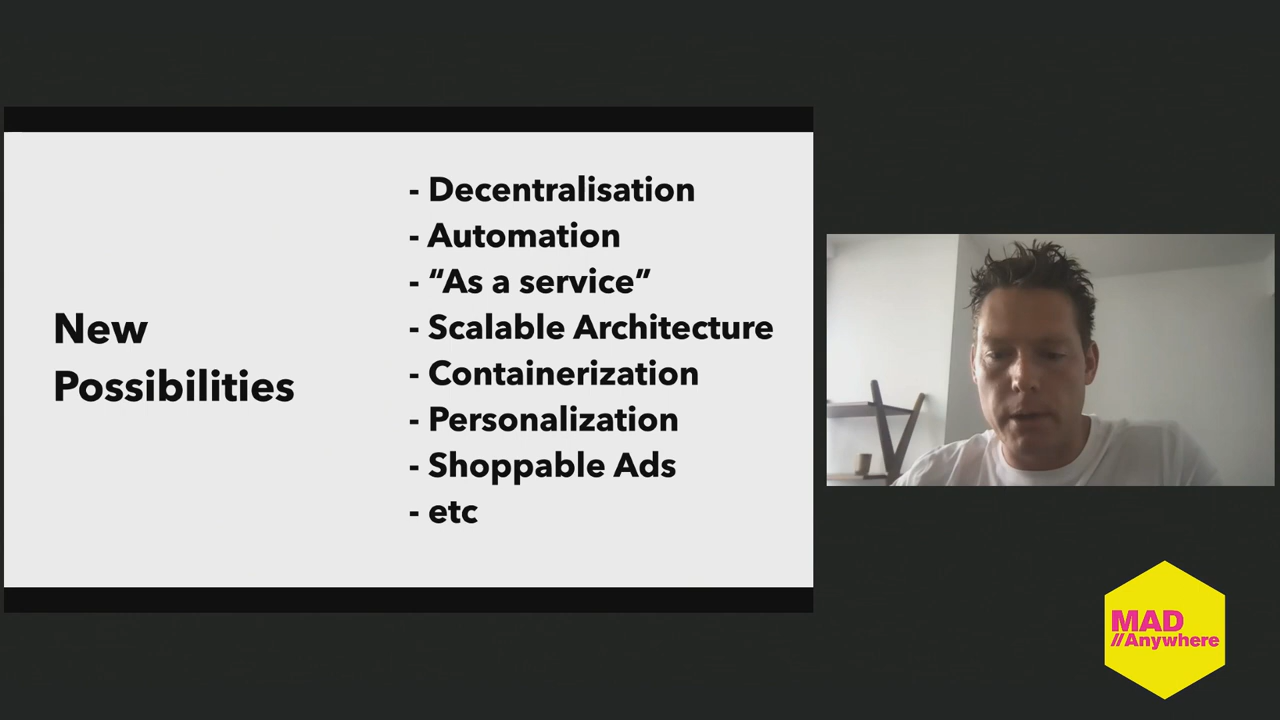 New
Possibilities
- Decentralisation
- Automation
- “As a service”
- Scalable Architecture
- Containerization
- Personalization
- Shoppable Ads
- etc
MAD
//Anywhere